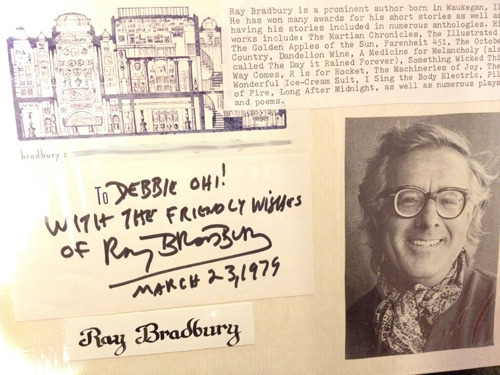 Ray Bradbury is a prominent author born in Waukegan, I
He has won many awards for his short stories as well a
having his stories included in numerous anthologies. H
works include: The Martian Chronicles, The Illustrated
The Golden Apples of the Sun, Farenheit 451, The Octobe
Country, Dandelion Wine, A Medicine for Melancholy
called The Day it Rained Forever), Something Wicked Thi
Way Comes, R is for Rocket, The Machineries of Joy, The
Wonderful Ice-Cream Suit, I Sing the Body Electric, Pil
of Fire, Long After Midnight, as well as numerous plays
and poems.
bradbury
To DEBBIE OHI!
WITH THE FRIENDLY WISHES
OF RAY BRADBURY
MARCH 23, 1979
Ray Bradbury